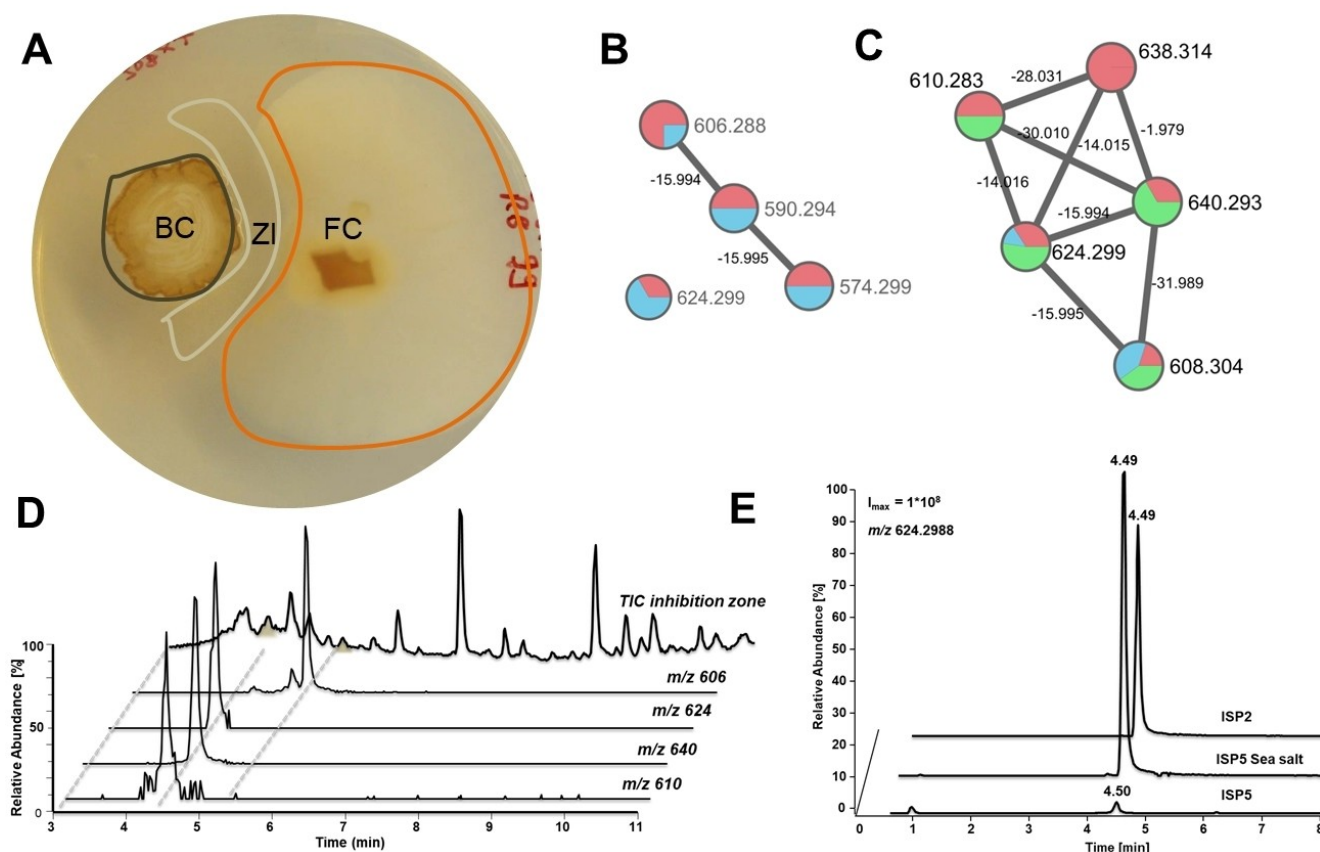 A
BC
ZI
FC
B
606.288
-15.994
590.294
-15.995
624.299
574.299
C
638.314
610.283
-28.031
-30.010
-14.015
-1.979
-14.016
-15.994
640.293
624.299
-15.995
-31.989
608.304
D
TIC inhibition zone
m/z 606
m/z 624
m/z 640
m/z 610
Relative Abundance [%]
100
50
0
3 4 5 6 7 8 9 10 11
Time (min)
E
Imax = 1*10⁸
m/z 624.2988
4.49
4.49
4.50
ISP2
ISP5 Sea salt
ISP5
Relative Abundance [%]
100
90
80
70
60
50
40
30
20
10
0
0 1 2 3 4 5 6 7 8
Time [min]